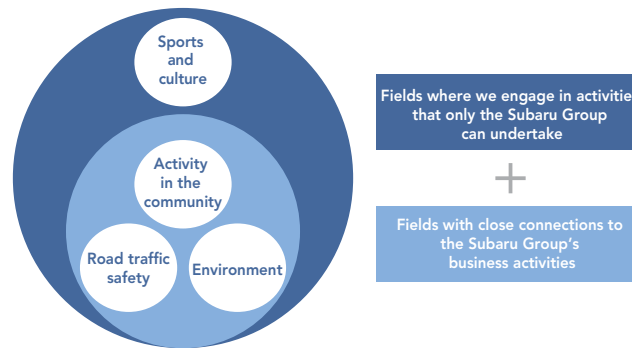 Sports
and
culture
Activity
in the
community
Road traffic
safety
Environment
Fields where we engage in activitie
that only the Subaru Group
can undertake
+
Fields with close connections to
the Subaru Group's
business activities